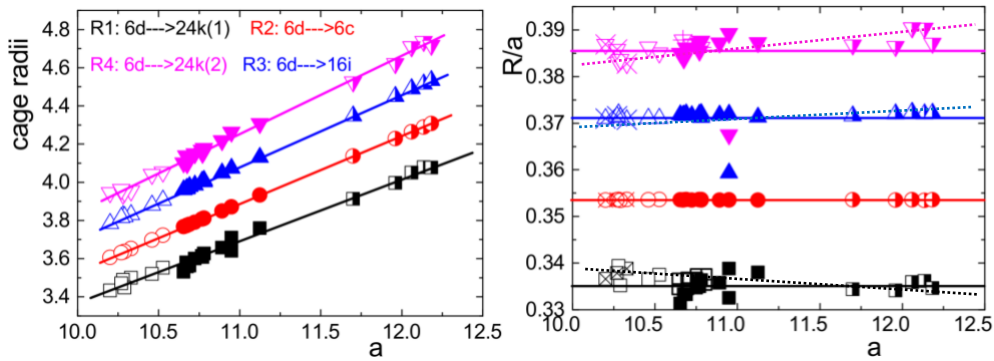 cage radii
R1: 6d--->24k(1) R2: 6d--->6c
R4: 6d--->24k(2) R3: 6d--->16i
4.8
4.6
4.4
4.2
4.0
3.8
3.6
3.4
10.0 10.5 11.0 11.5 12.0 12.5
a
R/a
0.39
0.38
0.37
0.36
0.35
0.34
0.33
10.0 10.5 11.0 11.5 12.0 12.5
a